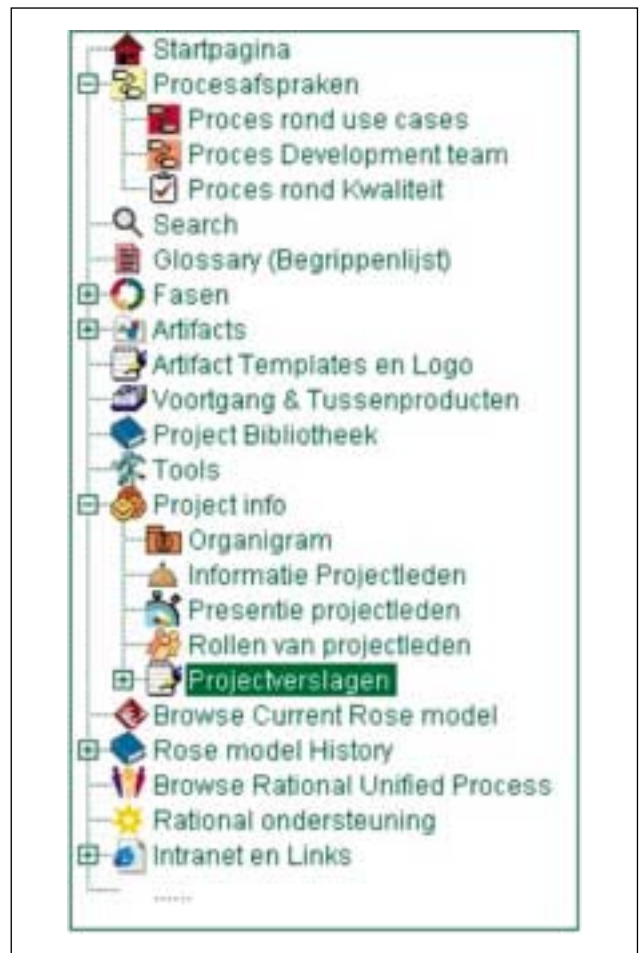 Startpagina
Procesafspraken
Proces rond use cases
Proces Development team
Proces rond Kwaliteit
Search
Glossary (Begrippenlijst)
Fasen
Artifacts
Artifact Templates en Logo
Voortgang & Tussenproducten
Project Bibliotheek
Tools
Project info
Organigram
Informatie Projectleden
Presentie projectleden
Rollen van projectleden
Projectverslagen
Browse Current Rose model
Rose model History
Browse Rational Unified Process
Rational ondersteuning
Intranet en Links
......